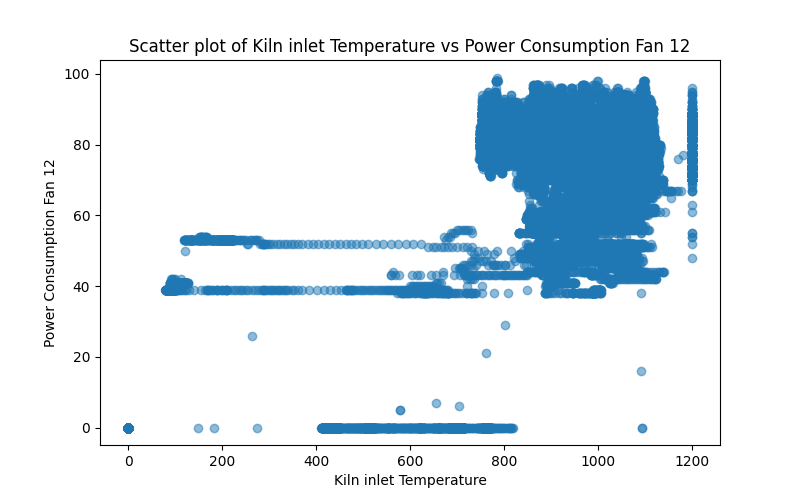 Scatter plot of Kiln inlet Temperature vs Power Consumption Fan 12
100
80
60
40
20
0
Power Consumption Fan 12
0 200 400 600 800 1000 1200
Kiln inlet Temperature